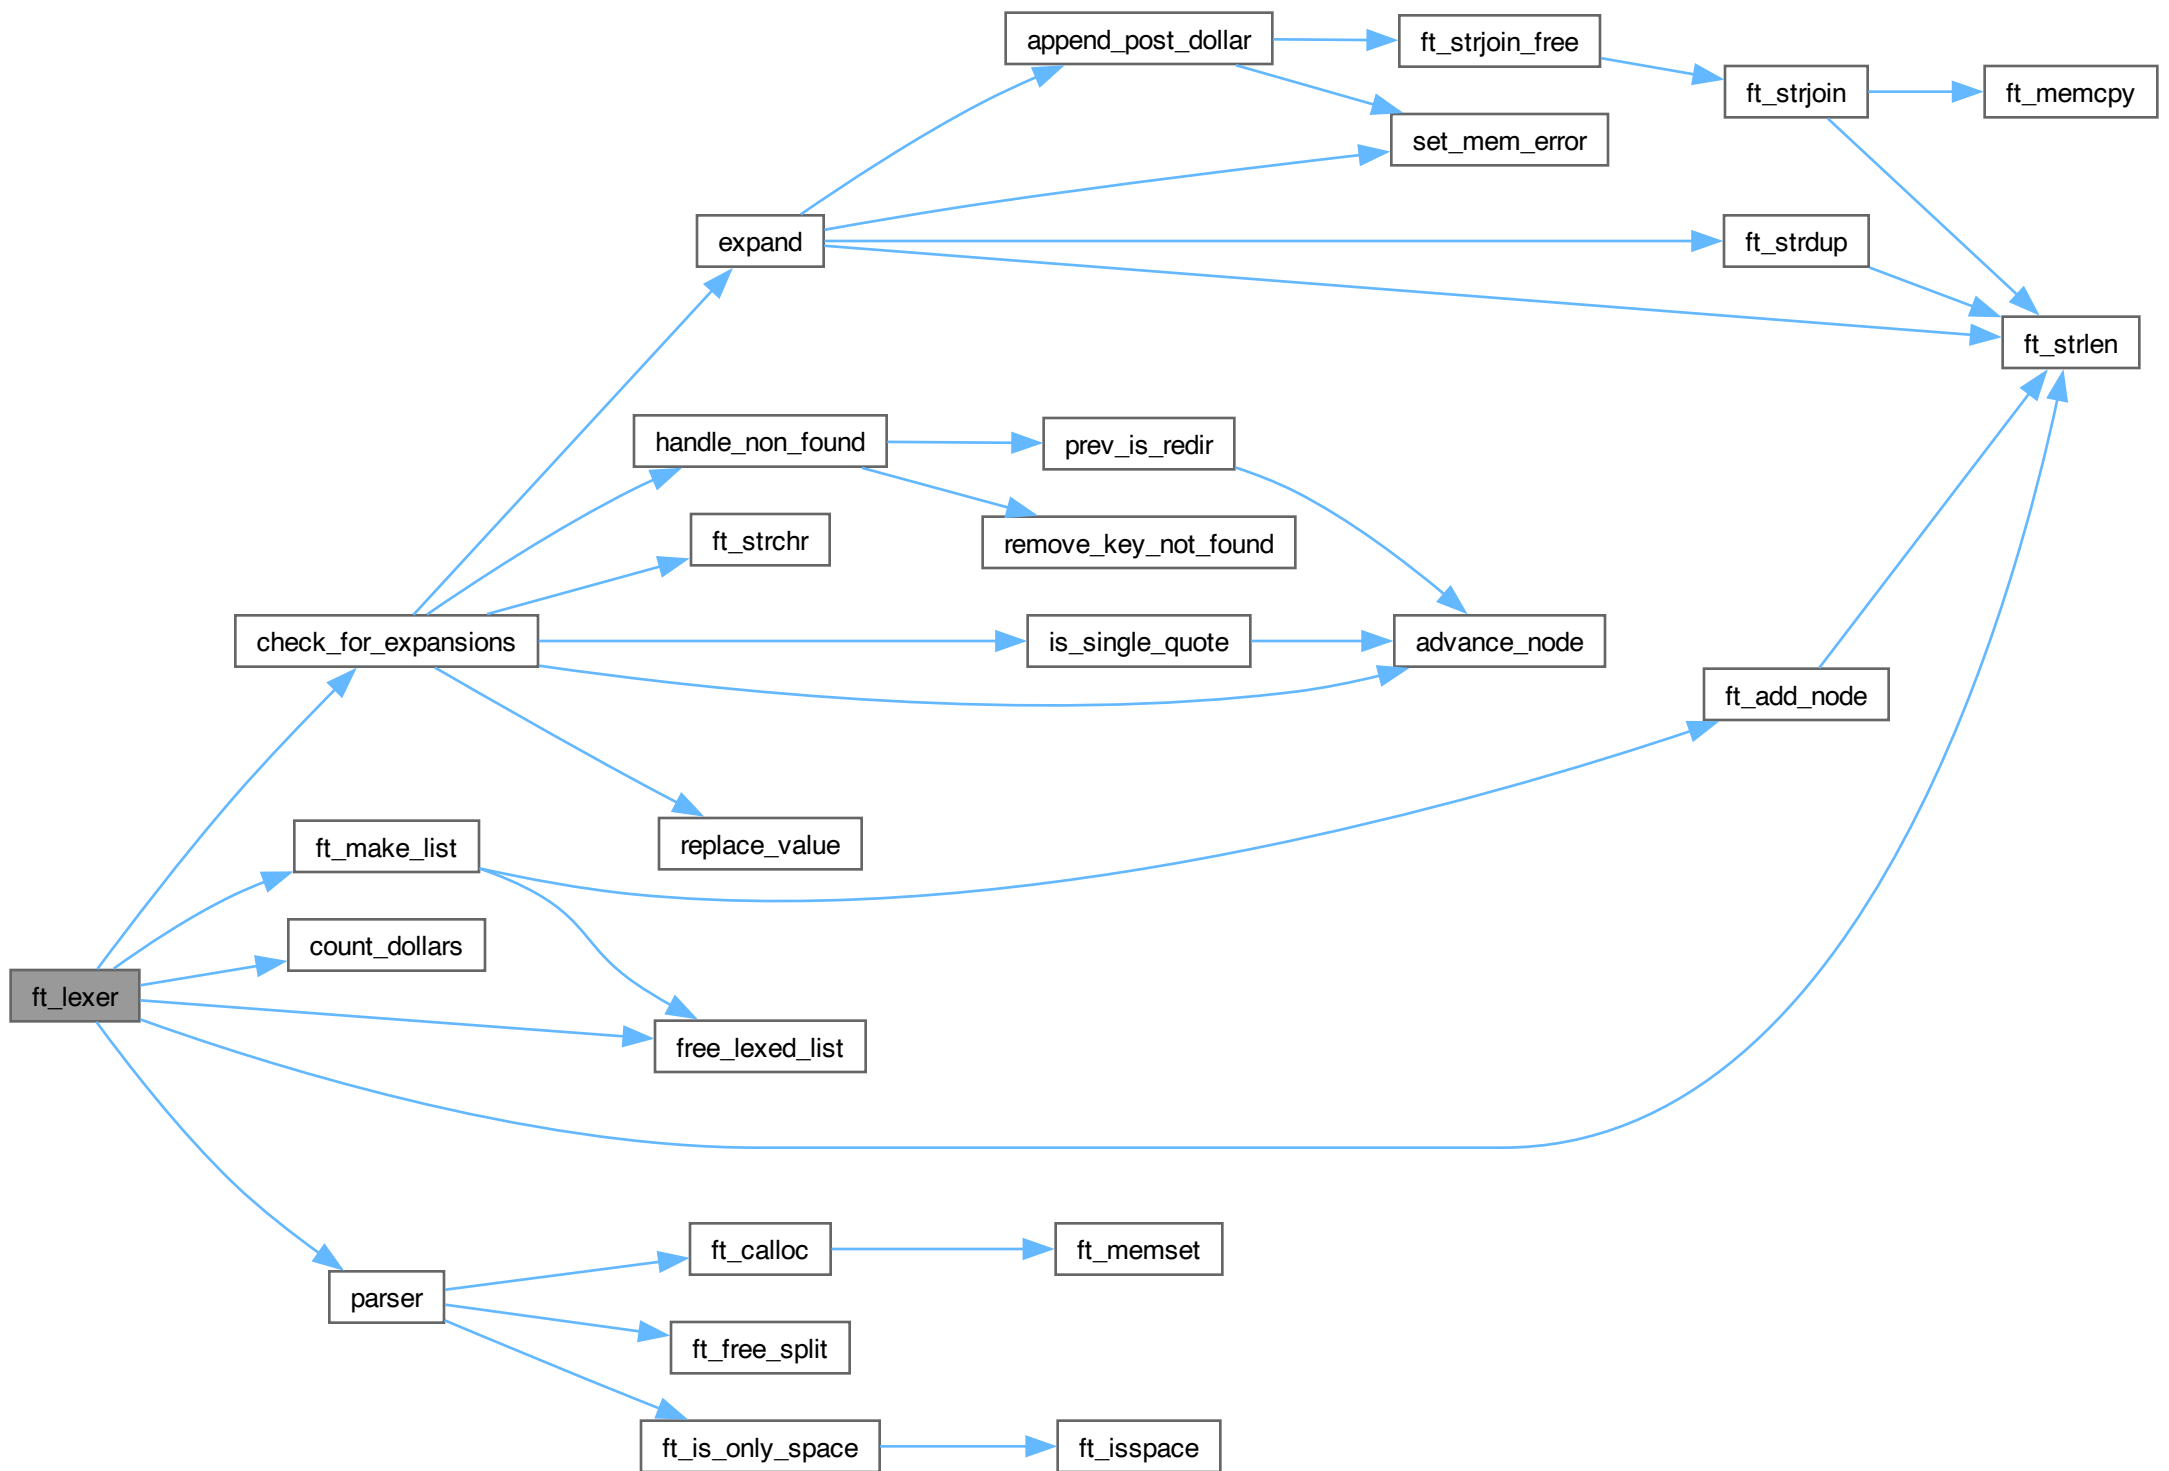 append_post_dollar
ft_strjoin_free
ft_strjoin
ft_memcpy
set_mem_error
expand
ft_strdup
ft_strlen
handle_non_found
prev_is_redir
ft_strchr
remove_key_not_found
check_for_expansions
is_single_quote
advance_node
ft_add_node
ft_make_list
replace_value
count_dollars
ft_lexer
free_lexed_list
ft_calloc
ft_memset
parser
ft_free_split
ft_is_only_space
ft_isspace